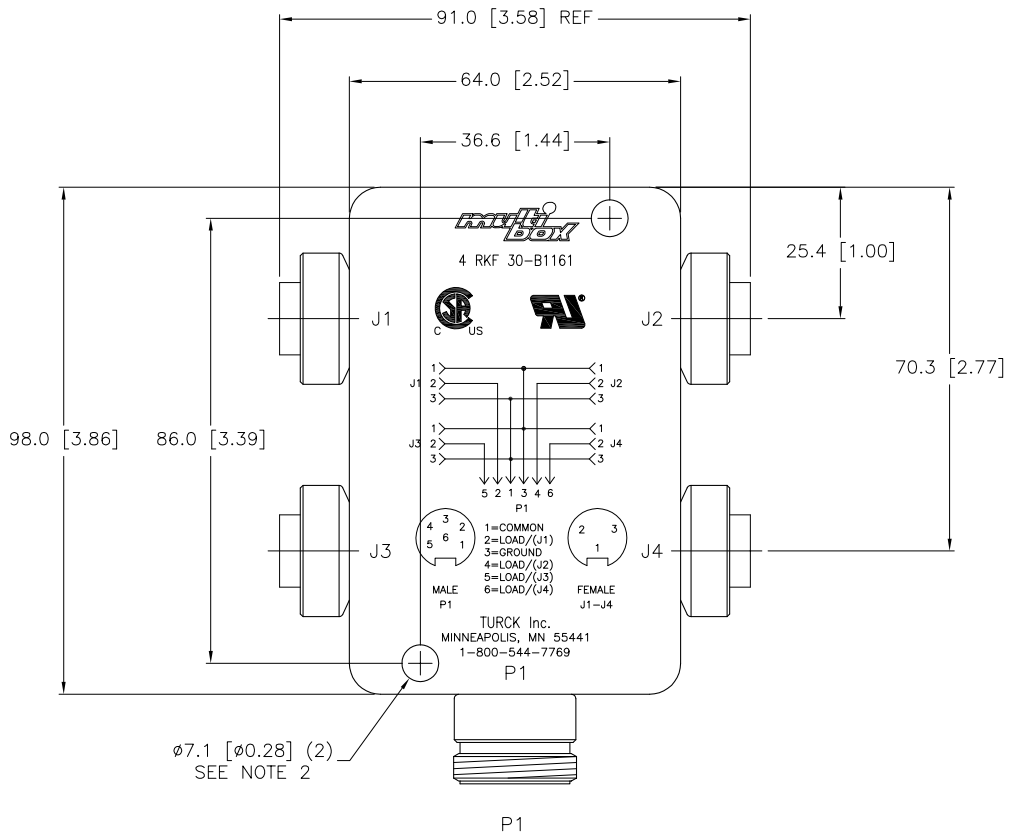 91.0 [3.58] REF
64.0 [2.52]
36.6 [1.44]
multi box
4 RKF 30-B1161
25.4 [1.00]
C SA US
RU ®
J1
J2
70.3 [2.77]
98.0 [3.86]
86.0 [3.39]
1 1
J1 2 2 J2
3 3
1 1
J3 2 2 J4
3 3
5 2 1 3 4 6
P1
4 3 2
5 6 1
1=COMMON
2=LOAD/(J1)
3=GROUND
4=LOAD/(J2)
5=LOAD/(J3)
6=LOAD/(J4)
2 3
1
J3
J4
MALE
P1
FEMALE
J1-J4
TURCK Inc.
MINNEAPOLIS, MN 55441
1-800-544-7769
P1
ø7.1 [ø0.28] (2)
SEE NOTE 2
P1